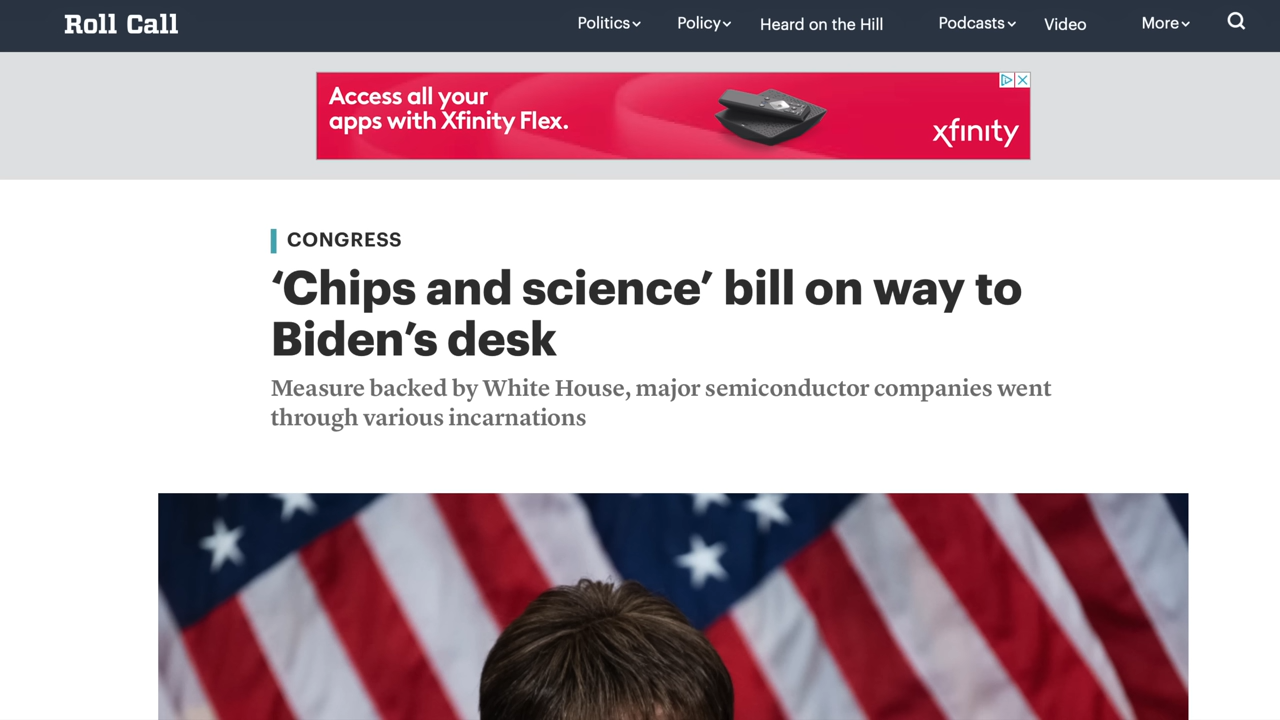 Roll Call
Politics
Policy
Heard on the Hill
Podcasts
Video
More
Access all your
apps with Xfinity Flex.
xfinity
CONGRESS
‘Chips and science’ bill on way to
Biden’s desk
Measure backed by White House, major semiconductor companies went
through various incarnations